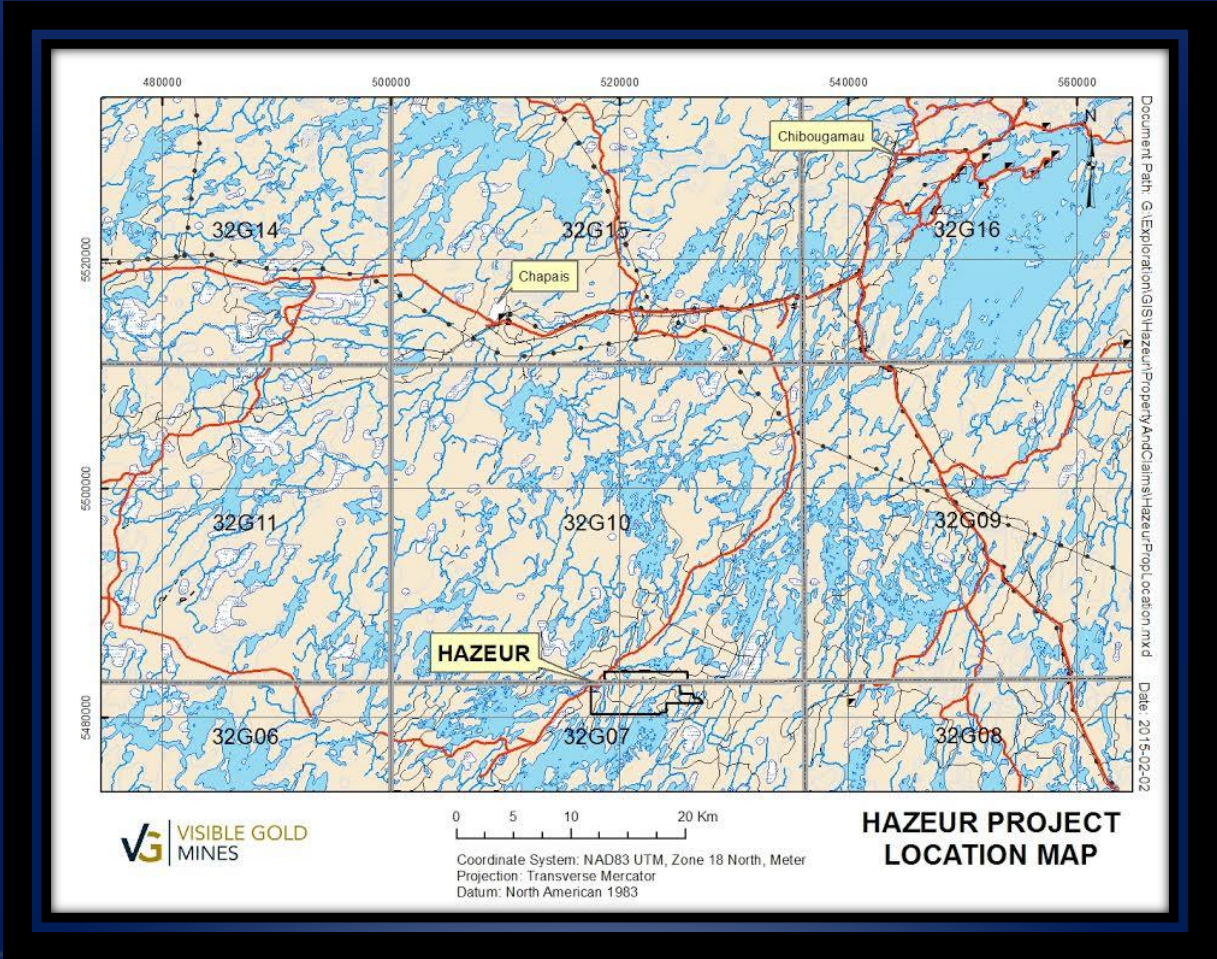 480000
500000
520000
540000
560000
N
Chibougamau
32G14
32G15
32G16
5520000
Chapais
5500000
32G11
32G10
32G09
HAZEUR
5480000
32G06
32G07
32G08
Document Path: G:\Exploration\GIS\Hazeur\PropertyAndClaims\HazeurPropLocation.mxd Date: 2015-02-02
VG VISIBLE GOLD
MINES
0 5 10 20 Km
Coordinate System: NAD83 UTM, Zone 18 North, Meter
Projection: Transverse Mercator
Datum: North American 1983
HAZEUR PROJECT
LOCATION MAP